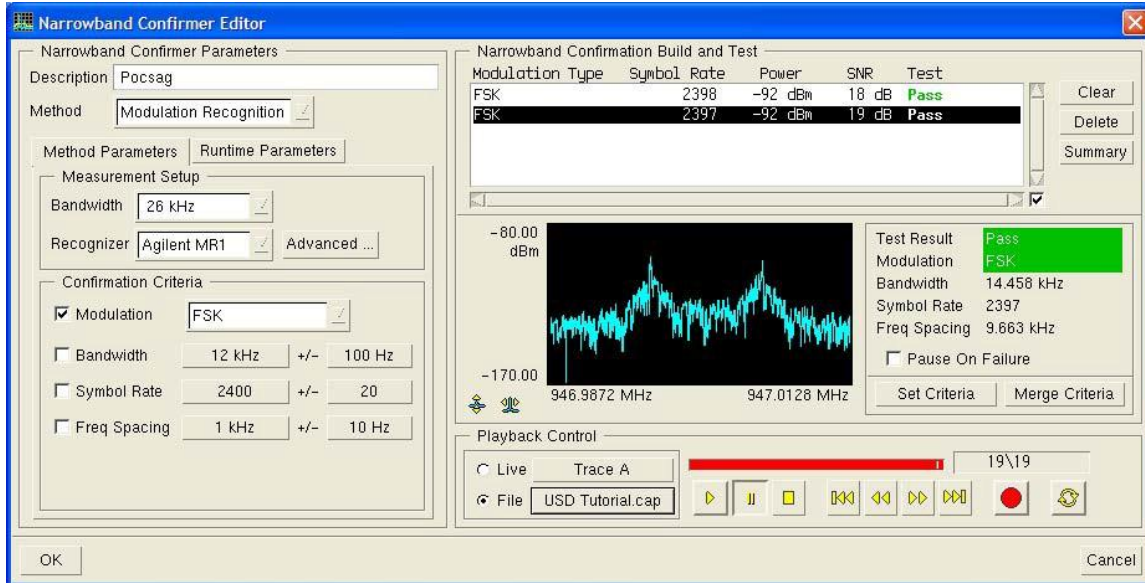 Narrowband Confirmer Editor
Narrowband Confirmer Parameters
Description Pocsag
Method Modulation Recognition
Method Parameters Runtime Parameters
Measurement Setup
Bandwidth 26 kHz
Recognizer Agilent MR1 Advanced ...
Confirmation Criteria
Modulation FSK
Bandwidth 12 kHz +/- 100 Hz
Symbol Rate 2400 +/- 20
Freq Spacing 1 kHz +/- 10 Hz
Narrowband Confirmation Build and Test
Modulation Type Symbol Rate Power SNR Test
FSK 2398 -92 dBm 18 dB Pass
FSK 2397 -92 dBm 19 dB Pass
Clear
Delete
Summary
-80.00
dBm
-170.00
946.9872 MHz 947.0128 MHz
Test Result Pass
Modulation FSK
Bandwidth 14.458 kHz
Symbol Rate 2397
Freq Spacing 9.663 kHz
Pause On Failure
Set Criteria Merge Criteria
Playback Control
Live Trace A
File USD Tutorial.cap
19\19
OK Cancel